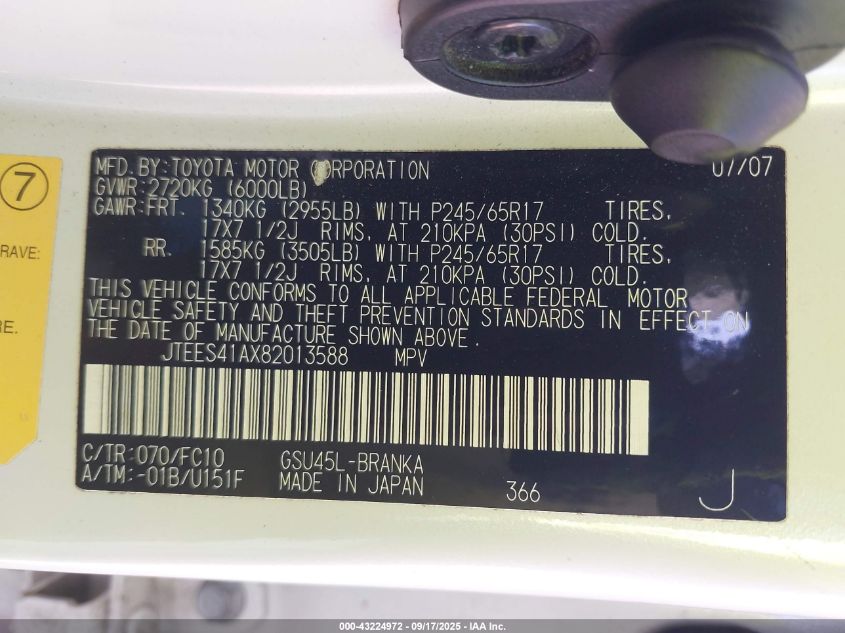 7
RAVE:
RE.
MFD. BY: TOYOTA MOTOR CORPORATION 07/07
GVWR: 2720KG (6000LB)
GAWR: FRT. 1340KG (2955LB) WITH P245/65R17 TIRES,
17X7 1/2J RIMS, AT 210KPA (30PSI) COLD.
RR. 1585KG (3505LB) WITH P245/65R17 TIRES,
17X7 1/2J RIMS, AT 210KPA (30PSI) COLD.
THIS VEHICLE CONFORMS TO ALL APPLICABLE FEDERAL MOTOR
VEHICLE SAFETY AND THEFT PREVENTION STANDARDS IN EFFECT ON
THE DATE OF MANUFACTURE SHOWN ABOVE.
JTEES41AX82013588 MPV
C/TR: 070/FC10 GSU45L-BRANKA
A/TM: -01B/U151F MADE IN JAPAN 366 J
000-43224972 - 09/17/2025 - IAA Inc.